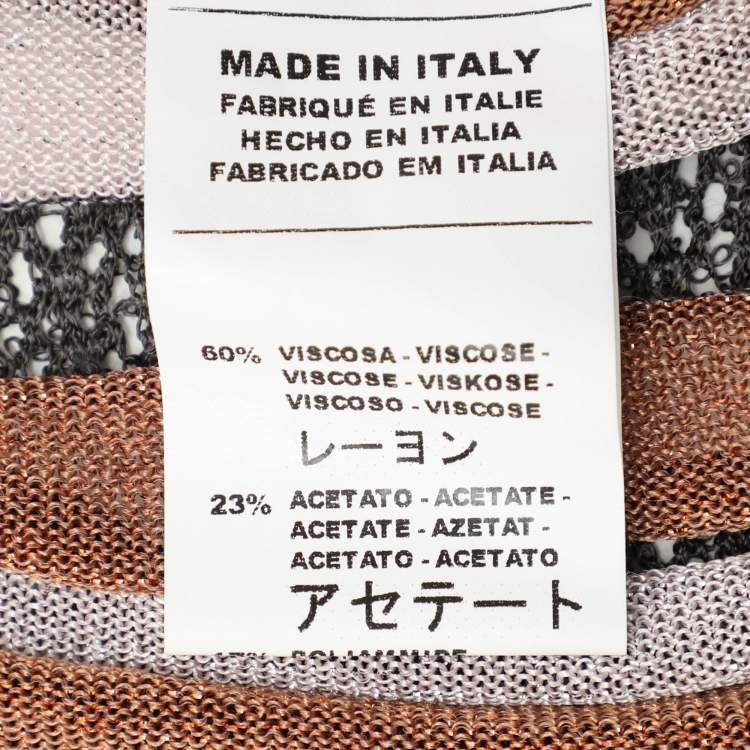 MADE IN ITALY
FABRIQUÉ EN ITALIE
HECHO EN ITALIA
FABRICADO EM ITALIA
60% VISCOSA - VISCOSE -
VISCOSE - VISKOSE -
VISCOSO - VISCOSE
レーヨン
23% ACETATO - ACETATE -
ACETATE - AZETAT -
ACETATO - ACETATO
アセテート